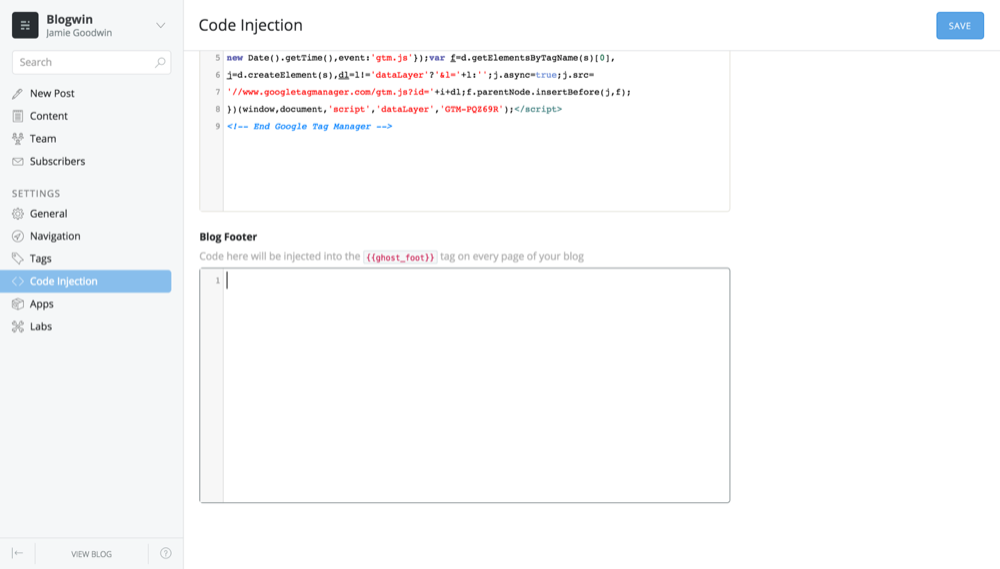 Blogwin
Jamie Goodwin
Search
New Post
Content
Team
Subscribers
SETTINGS
General
Navigation
Tags
Code Injection
Apps
Labs
VIEW BLOG
?
Code Injection
SAVE
5 new Date().getTime(),event:'gtm.js'});var f=d.getElementsByTagName(s)[0],
6 j=d.createElement(s),dl=l!='dataLayer'?'&l='+l:'';j.async=true;j.src=
7 '//www.googletagmanager.com/gtm.js?id='+i+dl;f.parentNode.insertBefore(j,f);
8 })(window,document,'script','dataLayer','GTM-PQZ69R');</script>
9 <!-- End Google Tag Manager -->
Blog Footer
Code here will be injected into the {{ghost_foot}} tag on every page of your blog
1